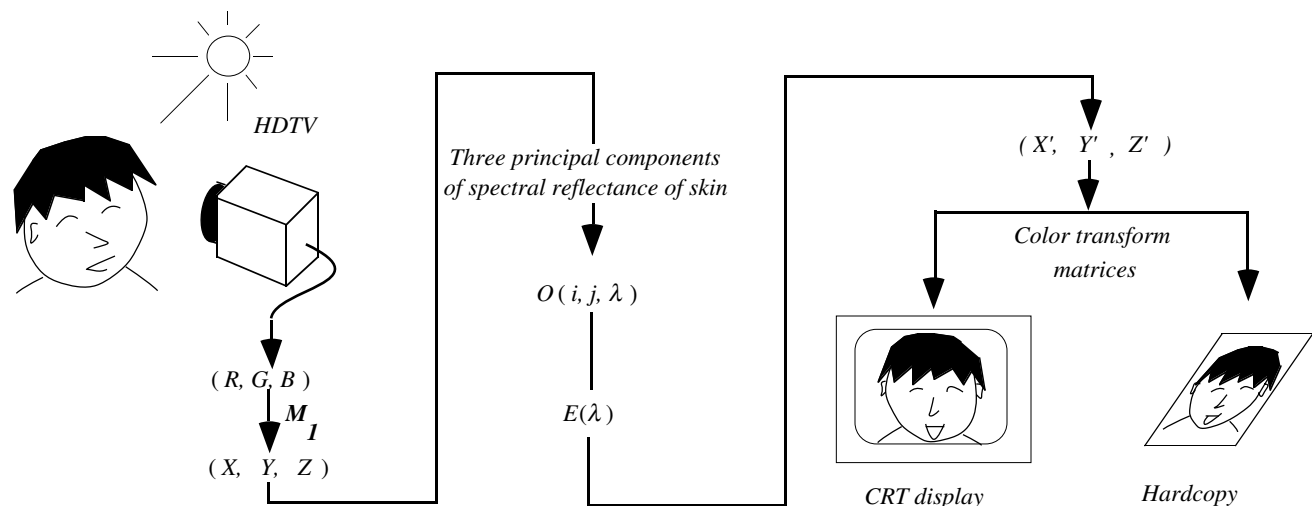 HDTV
(R, G, B)
M1
(X, Y, Z)
Three principal components
of spectral reflectance of skin
O(i, j, λ)
E(λ)
(X', Y', Z')
Color transform
matrices
CRT display
Hardcopy